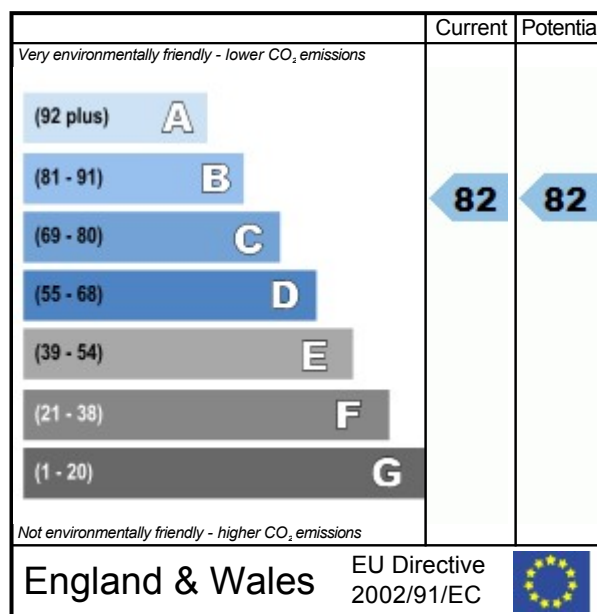 Current Potentia
Very environmentally friendly - lower CO₂ emissions
(92 plus) A
(81 - 91) B
82 82
(69 - 80) C
(55 - 68) D
(39 - 54) E
(21 - 38) F
(1 - 20) G
Not environmentally friendly - higher CO₂ emissions
England & Wales
EU Directive
2002/91/EC